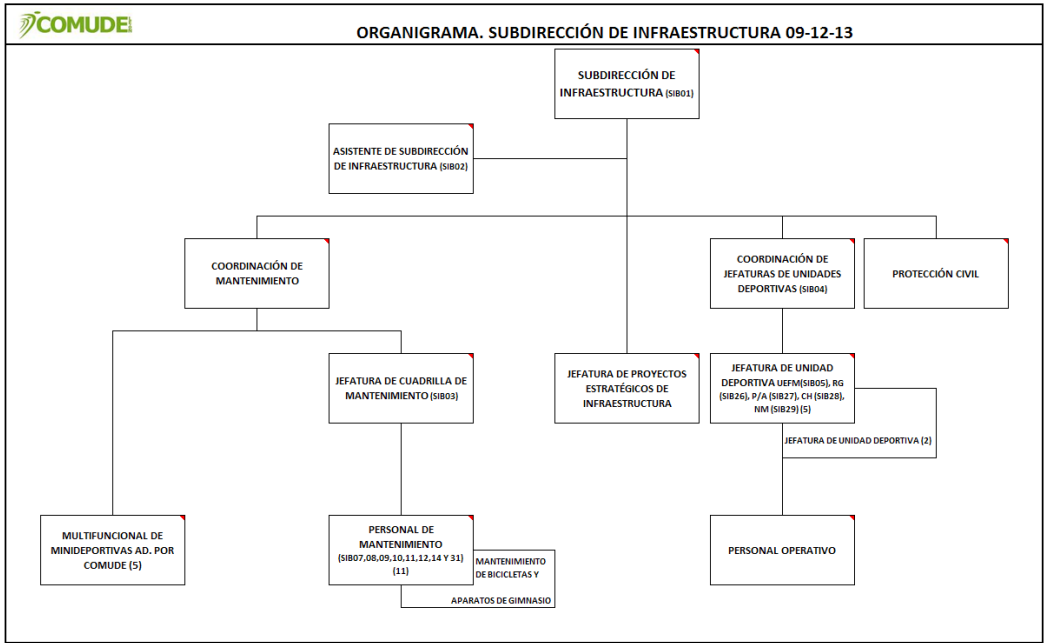 COMUDE
ORGANIGRAMA. SUBDIRECCIÓN DE INFRAESTRUCTURA 09-12-13
SUBDIRECCIÓN DE
INFRAESTRUCTURA (SIB01)
ASISTENTE DE SUBDIRECCIÓN
DE INFRAESTRUCTURA (SIB02)
COORDINACIÓN DE
MANTENIMIENTO
COORDINACIÓN DE
JEFATURAS DE UNIDADES
DEPORTIVAS (SIB04)
PROTECCIÓN CIVIL
JEFATURA DE CUADRILLA DE
MANTENIMIENTO (SIB03)
JEFATURA DE PROYECTOS
ESTRATÉGICOS DE
INFRAESTRUCTURA
JEFATURA DE UNIDAD
DEPORTIVA UEFM(SIB05), RG
(SIB26), P/A (SIB27), CH (SIB28),
NM (SIB29) (5)
JEFATURA DE UNIDAD DEPORTIVA (2)
MULTIFUNCIONAL DE
MINIDEPORTIVAS AD. POR
COMUDE (5)
PERSONAL DE
MANTENIMIENTO
(SIB07,08,09,10,11,12,14 Y 31)
(11)
MANTENIMIENTO
DE BICICLETAS Y
APARATOS DE GIMNASIO
PERSONAL OPERATIVO